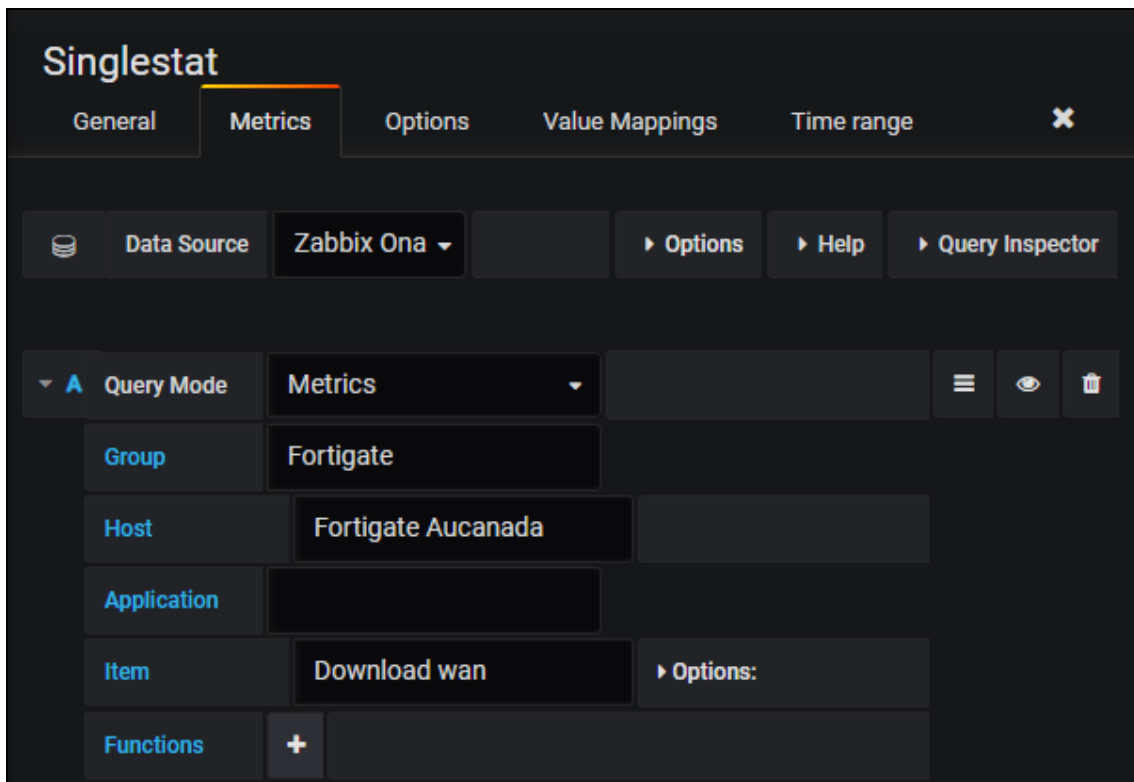 Singlestat
General Metrics Options Value Mappings Time range
Data Source Zabbix Ona Options Help Query Inspector
A Query Mode Metrics
Group Fortigate
Host Fortigate Aucanada
Application
Item Download wan Options:
Functions